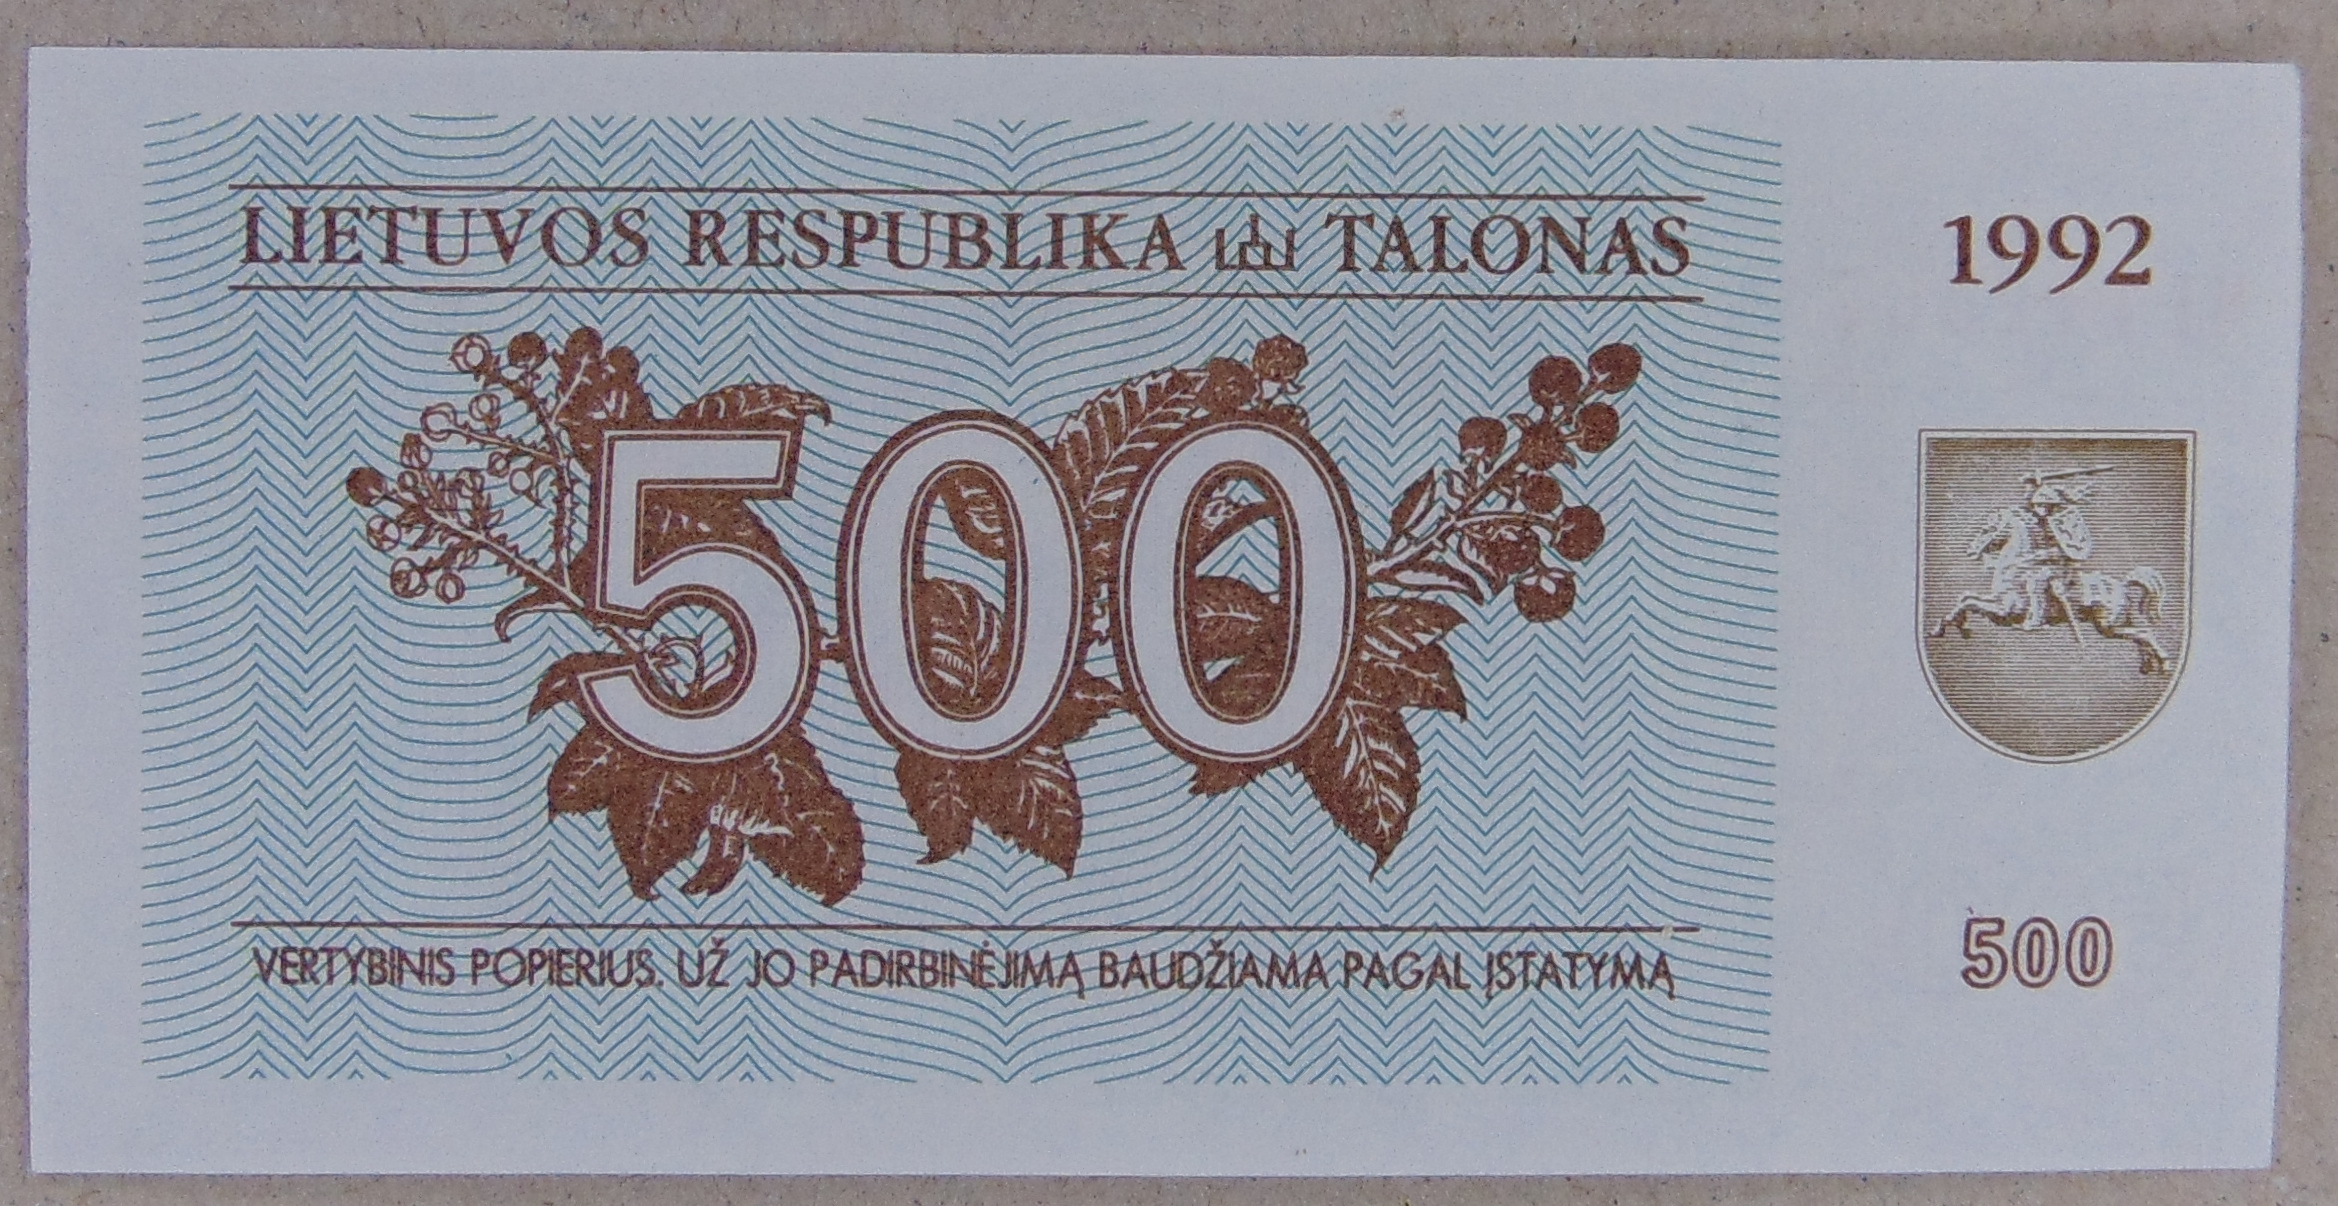 LIETUVOS RESPUBLIKA TALONAS
1992
500
VERTYBINIS POPIERIUS. UŽ JO PADIRBINĖJIMĄ BAUDŽIAMA PAGAL ĮSTATYMĄ
500